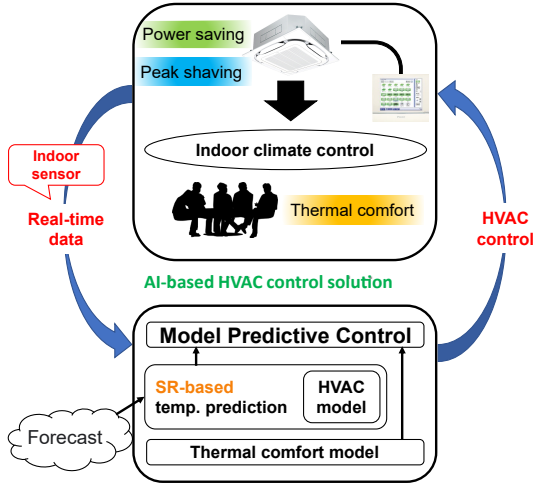 Power saving
Peak shaving
Indoor climate control
Indoor
sensor
Thermal comfort
Real-time
data
HVAC
control
AI-based HVAC control solution
Model Predictive Control
SR-based
temp. prediction
HVAC
model
Forecast
Thermal comfort model